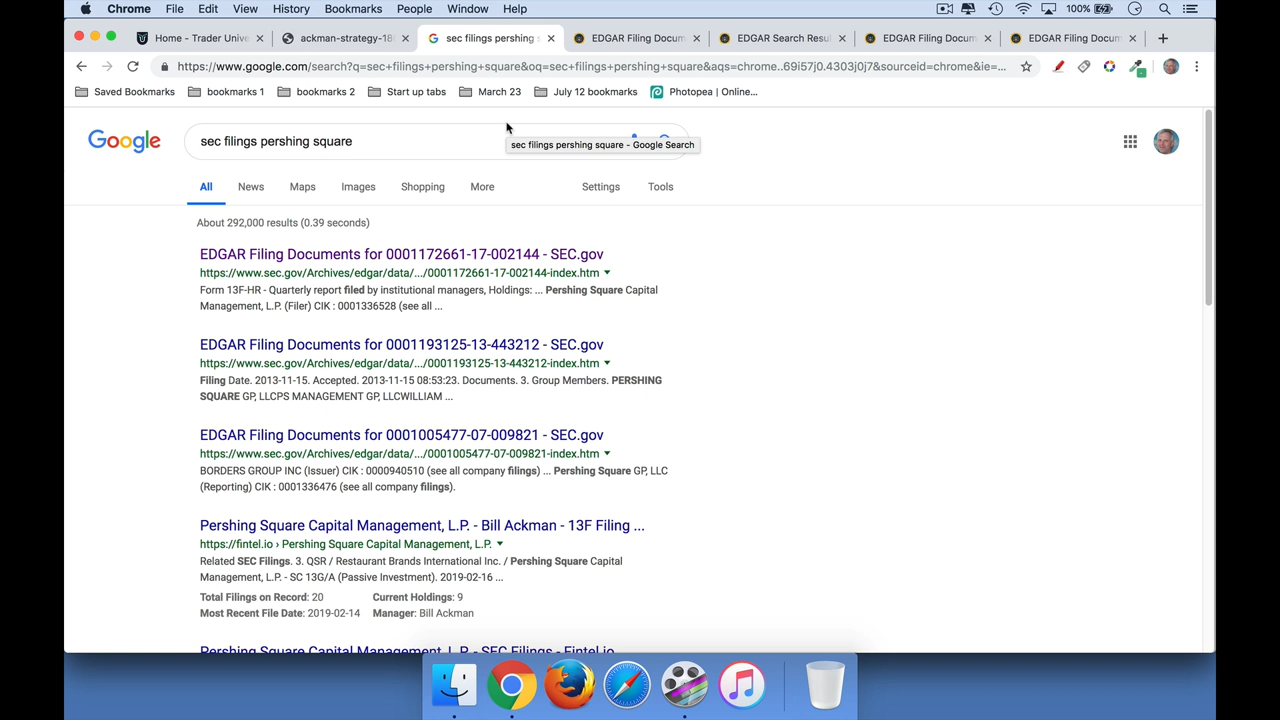 Chrome File Edit View History Bookmarks People Window Help 100%
Home - Trader Unive
ackman-strategy-18
sec filings pershing s
EDGAR Filing Docum
EDGAR Search Resul
EDGAR Filing Docum
EDGAR Filing Docum
https://www.google.com/search?q=sec+filings+pershing+square&oq=sec+filings+pershing+square&aqs=chrome..69i57j0.4303j0j7&sourceid=chrome&ie=...
Saved Bookmarks bookmarks 1 bookmarks 2 Start up tabs March 23 July 12 bookmarks Photopea | Online...
Google
sec filings pershing square
sec filings pershing square - Google Search
All News Maps Images Shopping More Settings Tools
About 292,000 results (0.39 seconds)
EDGAR Filing Documents for 0001172661-17-002144 - SEC.gov
https://www.sec.gov/Archives/edgar/data/.../0001172661-17-002144-index.htm
Form 13F-HR - Quarterly report filed by institutional managers, Holdings: ... Pershing Square Capital
Management, L.P. (Filer) CIK : 0001336528 (see all ...
EDGAR Filing Documents for 0001193125-13-443212 - SEC.gov
https://www.sec.gov/Archives/edgar/data/.../0001193125-13-443212-index.htm
Filing Date. 2013-11-15. Accepted. 2013-11-15 08:53:23. Documents. 3. Group Members. PERSHING
SQUARE GP, LLCPS MANAGEMENT GP, LLCWILLIAM ...
EDGAR Filing Documents for 0001005477-07-009821 - SEC.gov
https://www.sec.gov/Archives/edgar/data/.../0001005477-07-009821-index.htm
BORDERS GROUP INC (Issuer) CIK : 0000940510 (see all company filings) ... Pershing Square GP, LLC
(Reporting) CIK : 0001336476 (see all company filings).
Pershing Square Capital Management, L.P. - Bill Ackman - 13F Filing ...
https://fintel.io › Pershing Square Capital Management, L.P.
Related SEC Filings. 3. QSR / Restaurant Brands International Inc. / Pershing Square Capital
Management, L.P. - SC 13G/A (Passive Investment). 2019-02-16 ...
Total Filings on Record: 20 Current Holdings: 9
Most Recent File Date: 2019-02-14 Manager: Bill Ackman
Pershing Square Capital Management, L.P. - SEC Filings - Fintel.io